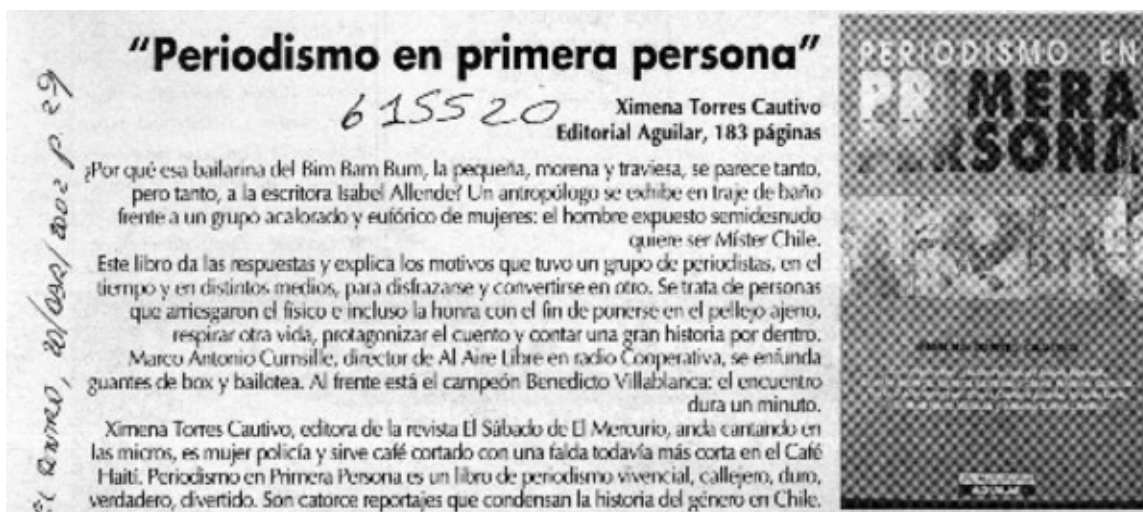 “Periodismo en primera persona”
615520
Ximena Torres Cautivo
Editorial Aguilar, 183 páginas
¿Por qué esa bailarina del Bim Bam Bum, la pequeña, morena y traviesa, se parece tanto,
pero tanto, a la escritora Isabel Allende? Un antropólogo se exhibe en traje de baño
frente a un grupo acalorado y eufórico de mujeres: el hombre expuesto semidesnudo
quiere ser Míster Chile.
Este libro da las respuestas y explica los motivos que tuvo un grupo de periodistas, en el
tiempo y en distintos medios, para disfrazarse y convertirse en otro. Se trata de personas
que arriesgaron el físico e incluso la honra con el fin de ponerse en el pellejo ajeno,
respirar otra vida, protagonizar el cuento y contar una gran historia por dentro.
Marco Antonio Cumsille, director de Al Aire Libre en radio Cooperativa, se enfunda
guantes de box y bailotea. Al frente está el campeón Benedicto Villablanca: el encuentro
dura un minuto.
Ximena Torres Cautivo, editora de la revista El Sábado de El Mercurio, anda cantando en
las micros, es mujer policía y sirve café cortado con una falda todavía más corta en el Café
Haití. Periodismo en Primera Persona es un libro de periodismo vivencial, callejero, duro,
verdadero, divertido. Son catorce reportajes que condensan la historia del género en Chile.
PERIODISMO EN
PRIMERA
PERSONA
AGUILAR
2002 p. 29